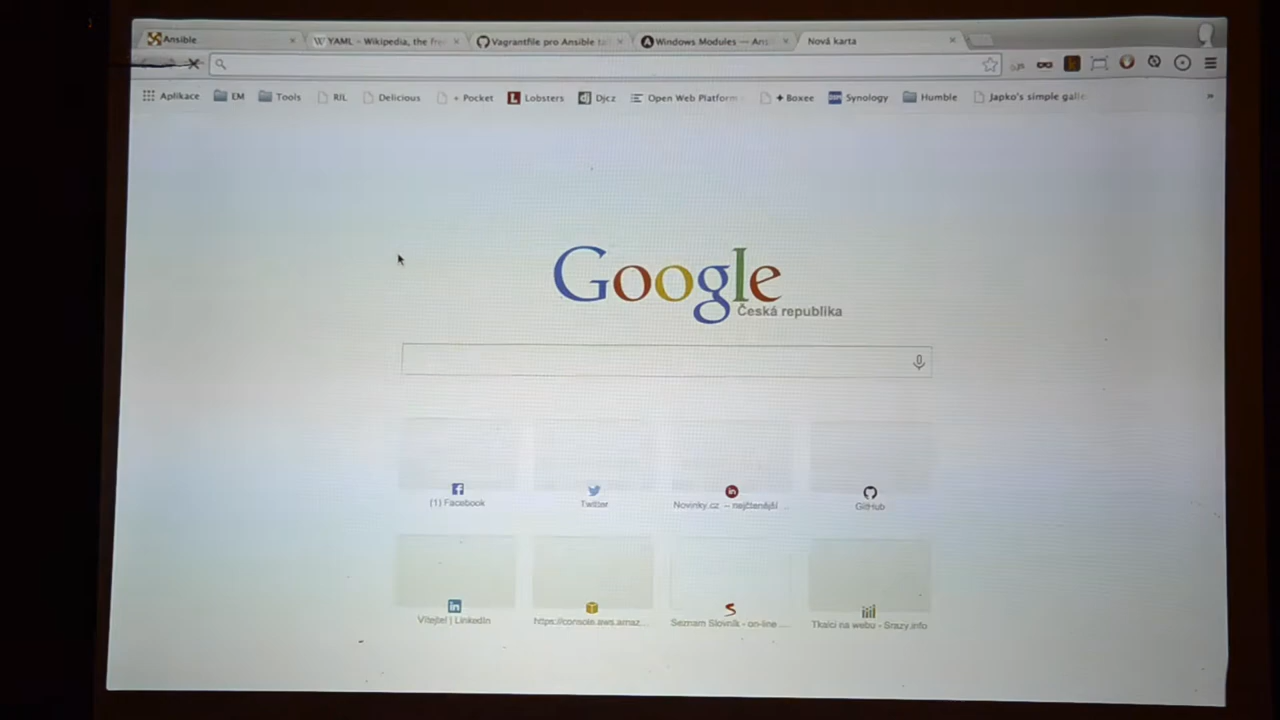 Ansible
YAML - Wikipedia, the fre
Vagrantfile pro Ansible ta
Windows Modules — Ans
Nová karta
Aplikace
EM
Tools
RIL
Delicious
+ Pocket
Lobsters
Djcz
Open Web Platform
+ Boxee
Synology
Humble
Japko's simple galle
»
Google
Česká republika
(1) Facebook
Twitter
Novinky.cz – nejčtenější ...
GitHub
Vítejte! | LinkedIn
https://console.aws.amaz...
Seznam Slovník - on-line ...
Tkalci na webu - Srazy.info